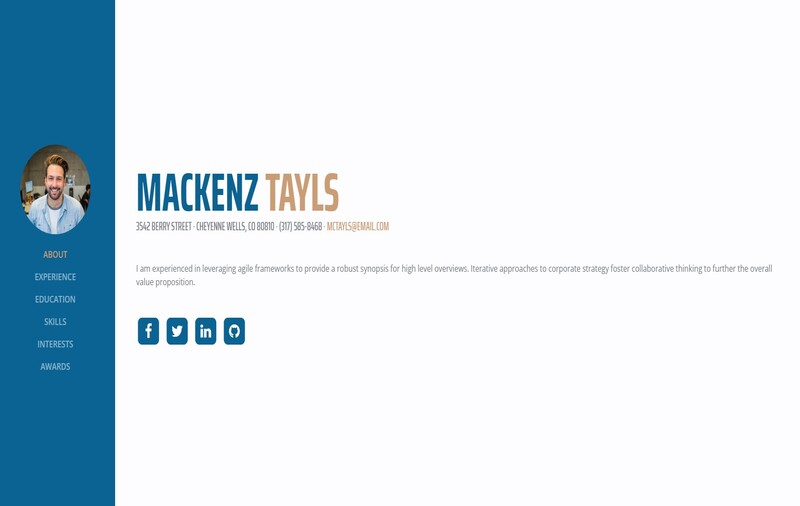 ABOUT
EXPERIENCE
EDUCATION
SKILLS
INTERESTS
AWARDS
MACKENZ TAYLS
3542 BERRY STREET · CHEYENNE WELLS, CO 80810 · (317) 585-8468 · MCTAYLS@EMAIL.COM
I am experienced in leveraging agile frameworks to provide a robust synopsis for high level overviews. Iterative approaches to corporate strategy foster collaborative thinking to further the overall
value proposition.